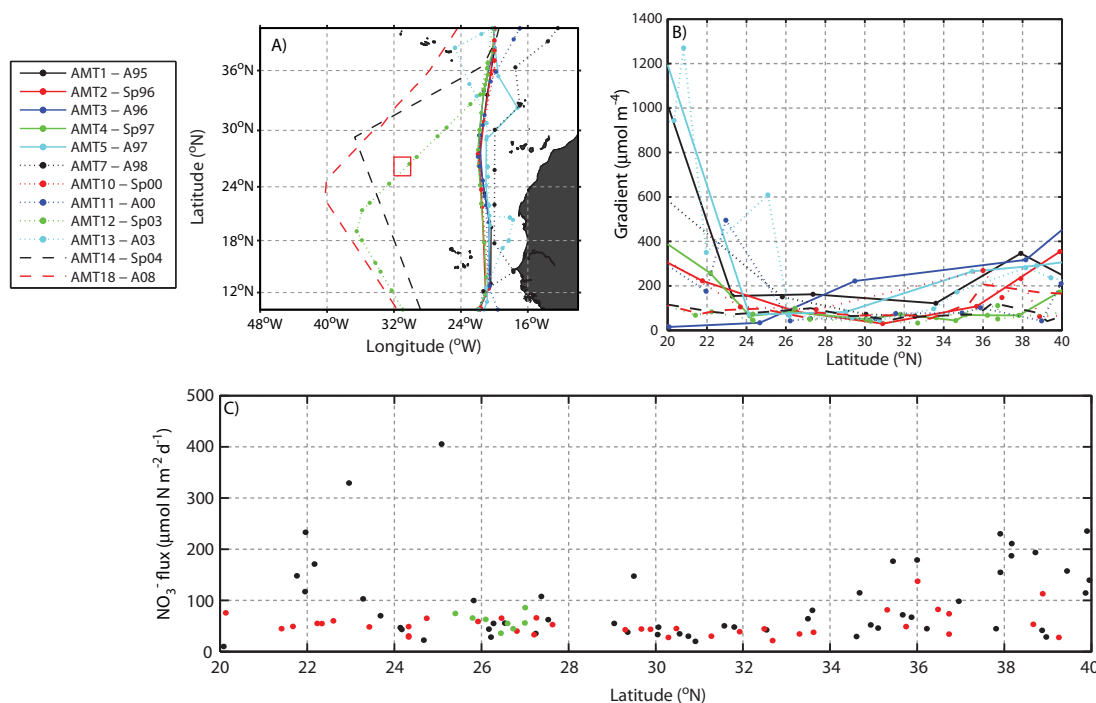 A)
B)
AMT1 – A95
AMT2 – Sp96
AMT3 – A96
AMT4 – Sp97
AMT5 – A97
AMT7 – A98
AMT10 – Sp00
AMT11 – A00
AMT12 – Sp03
AMT13 – A03
AMT14 – Sp04
AMT18 – A08
Latitude (°N)
36°N
30°N
24°N
18°N
12°N
48°W 40°W 32°W 24°W 16°W
Longitude (°W)
Gradient (µmol m⁻⁴)
1400
1200
1000
800
600
400
200
0
20 22 24 26 28 30 32 34 36 38 40
Latitude (°N)
C)
NO₃⁻ flux (µmol N m⁻² d⁻¹)
500
400
300
200
100
0
20 22 24 26 28 30 32 34 36 38 40
Latitude (°N)